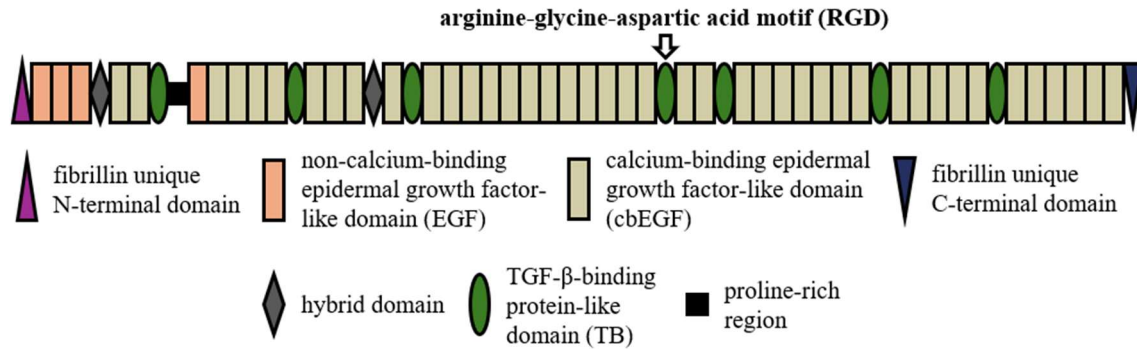 arginine-glycine-aspartic acid motif (RGD)
fibrillin unique
N-terminal domain
non-calcium-binding
epidermal growth factor-
like domain (EGF)
calcium-binding epidermal
growth factor-like domain
(cbEGF)
fibrillin unique
C-terminal domain
hybrid domain
TGF-β-binding
protein-like
domain (TB)
proline-rich
region